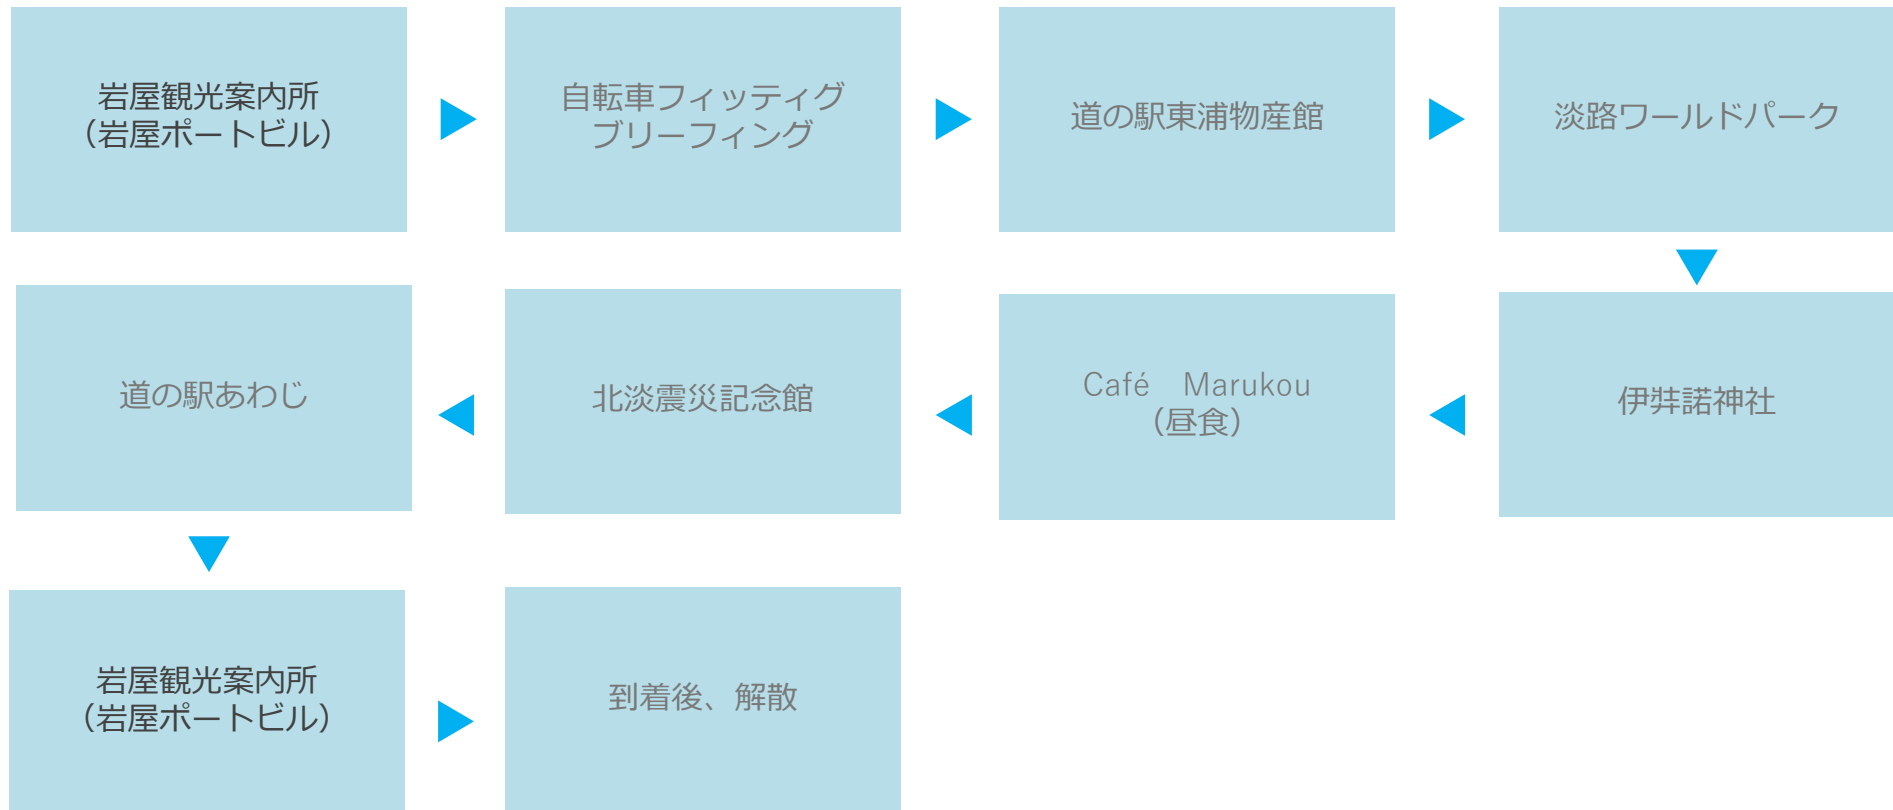 岩屋観光案内所
（岩屋ポートビル）
自転車フィッティグ
ブリーフィング
道の駅東浦物産館
淡路ワールドパーク
伊弉諾神社
Café　Marukou
（昼食）
北淡震災記念館
道の駅あわじ
岩屋観光案内所
（岩屋ポートビル）
到着後、解散